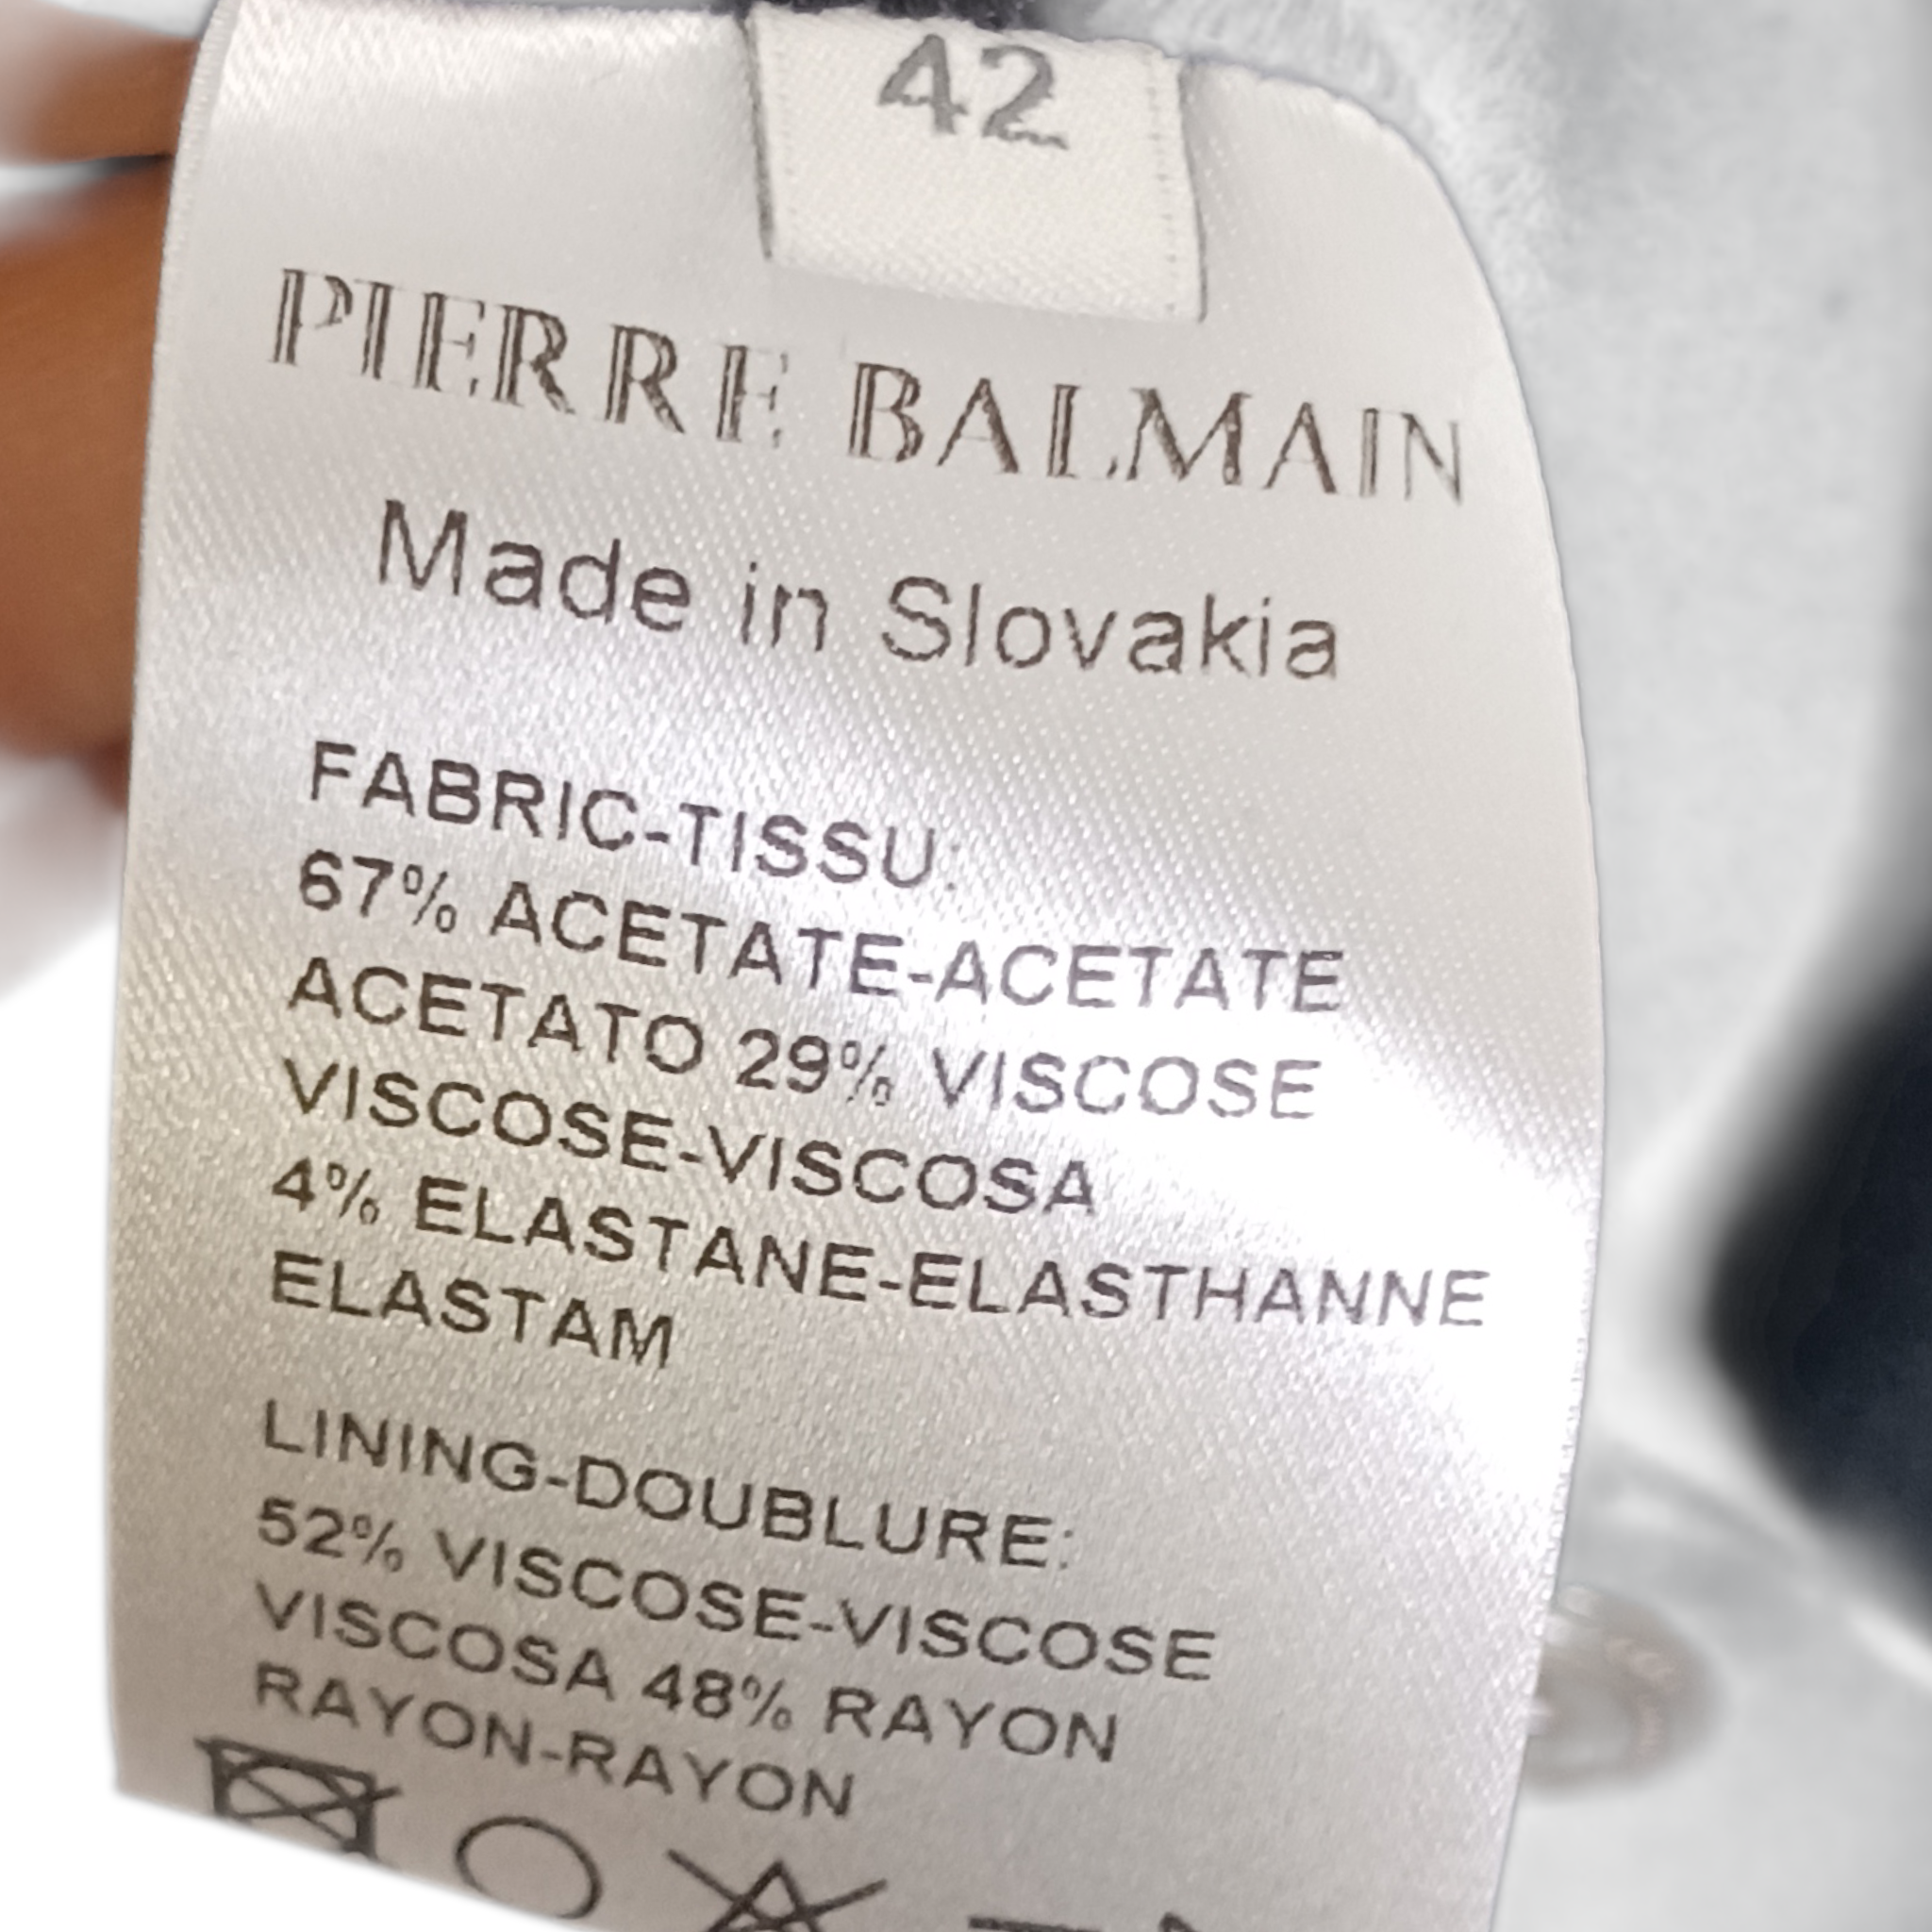 42
PIERRE BALMAIN
Made in Slovakia
FABRIC-TISSU:
67% ACETATE-ACETATE
ACETATO 29% VISCOSE
VISCOSE-VISCOSA
4% ELASTANE-ELASTHANNE
ELASTAM
LINING-DOUBLURE:
52% VISCOSE-VISCOSE
VISCOSA 48% RAYON
RAYON-RAYON